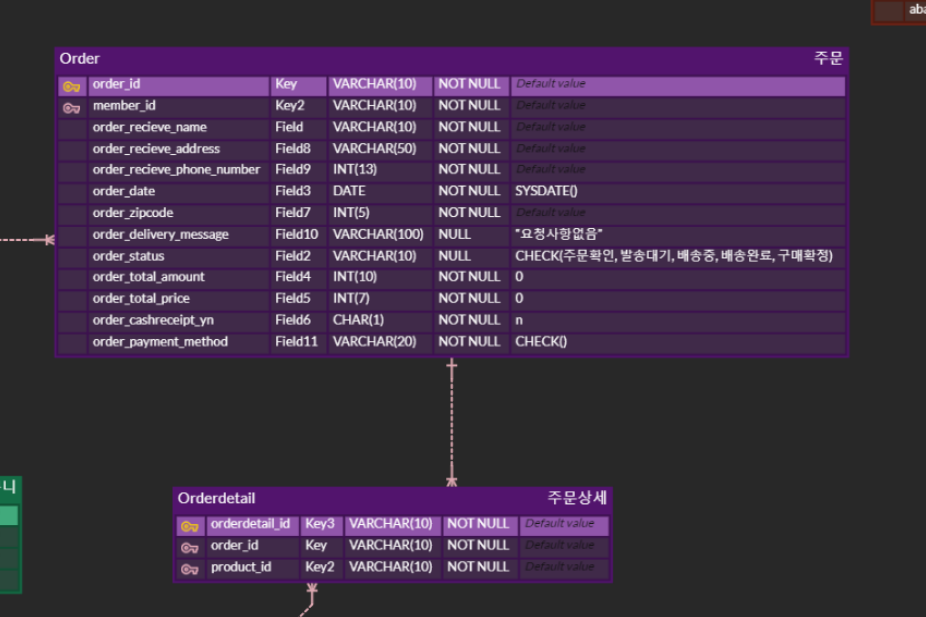 aba
Order 주문
order_id Key VARCHAR(10) NOT NULL Default value
member_id Key2 VARCHAR(10) NOT NULL Default value
order_recieve_name Field VARCHAR(10) NOT NULL Default value
order_recieve_address Field8 VARCHAR(50) NOT NULL Default value
order_recieve_phone_number Field9 INT(13) NOT NULL Default value
order_date Field3 DATE NOT NULL SYSDATE()
order_zipcode Field7 INT(5) NOT NULL Default value
order_delivery_message Field10 VARCHAR(100) NULL "요청사항없음"
order_status Field2 VARCHAR(10) NULL CHECK(주문확인, 발송대기, 배송중, 배송완료, 구매확정)
order_total_amount Field4 INT(10) NOT NULL 0
order_total_price Field5 INT(7) NOT NULL 0
order_cashreceipt_yn Field6 CHAR(1) NOT NULL n
order_payment_method Field11 VARCHAR(20) NOT NULL CHECK()
니
Orderdetail 주문상세
orderdetail_id Key3 VARCHAR(10) NOT NULL Default value
order_id Key VARCHAR(10) NOT NULL Default value
product_id Key2 VARCHAR(10) NOT NULL Default value